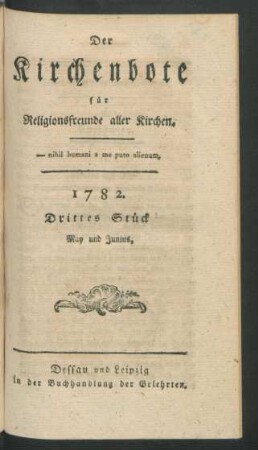 Der
Kirchenbote
für
Religionsfreunde aller Kirchen.
— nihil humani a me puto alienum.
1782.
Drittes Stück
May und Junius.
Dessau und Leipzig
in der Buchhandlung der Gelehrten.